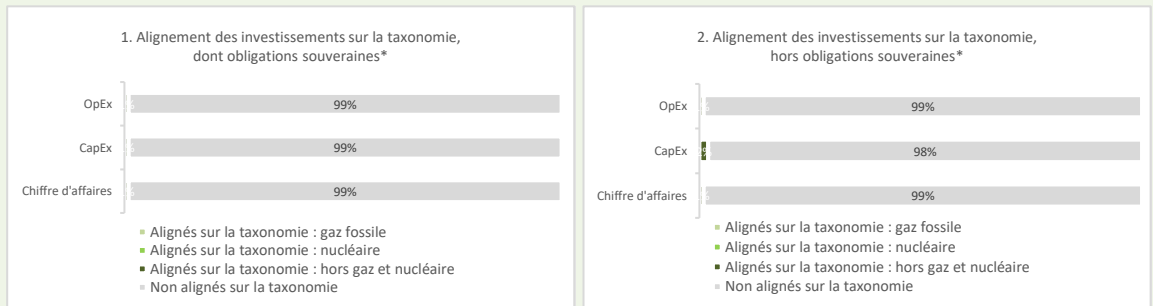 1. Alignement des investissements sur la taxonomie,
dont obligations souveraines*
OpEx
99%
CapEx
99%
Chiffre d'affaires
99%
Alignés sur la taxonomie : gaz fossile
Alignés sur la taxonomie : nucléaire
Alignés sur la taxonomie : hors gaz et nucléaire
Non alignés sur la taxonomie
2. Alignement des investissements sur la taxonomie,
hors obligations souveraines*
OpEx
99%
CapEx
98%
Chiffre d'affaires
99%
Alignés sur la taxonomie : gaz fossile
Alignés sur la taxonomie : nucléaire
Alignés sur la taxonomie : hors gaz et nucléaire
Non alignés sur la taxonomie